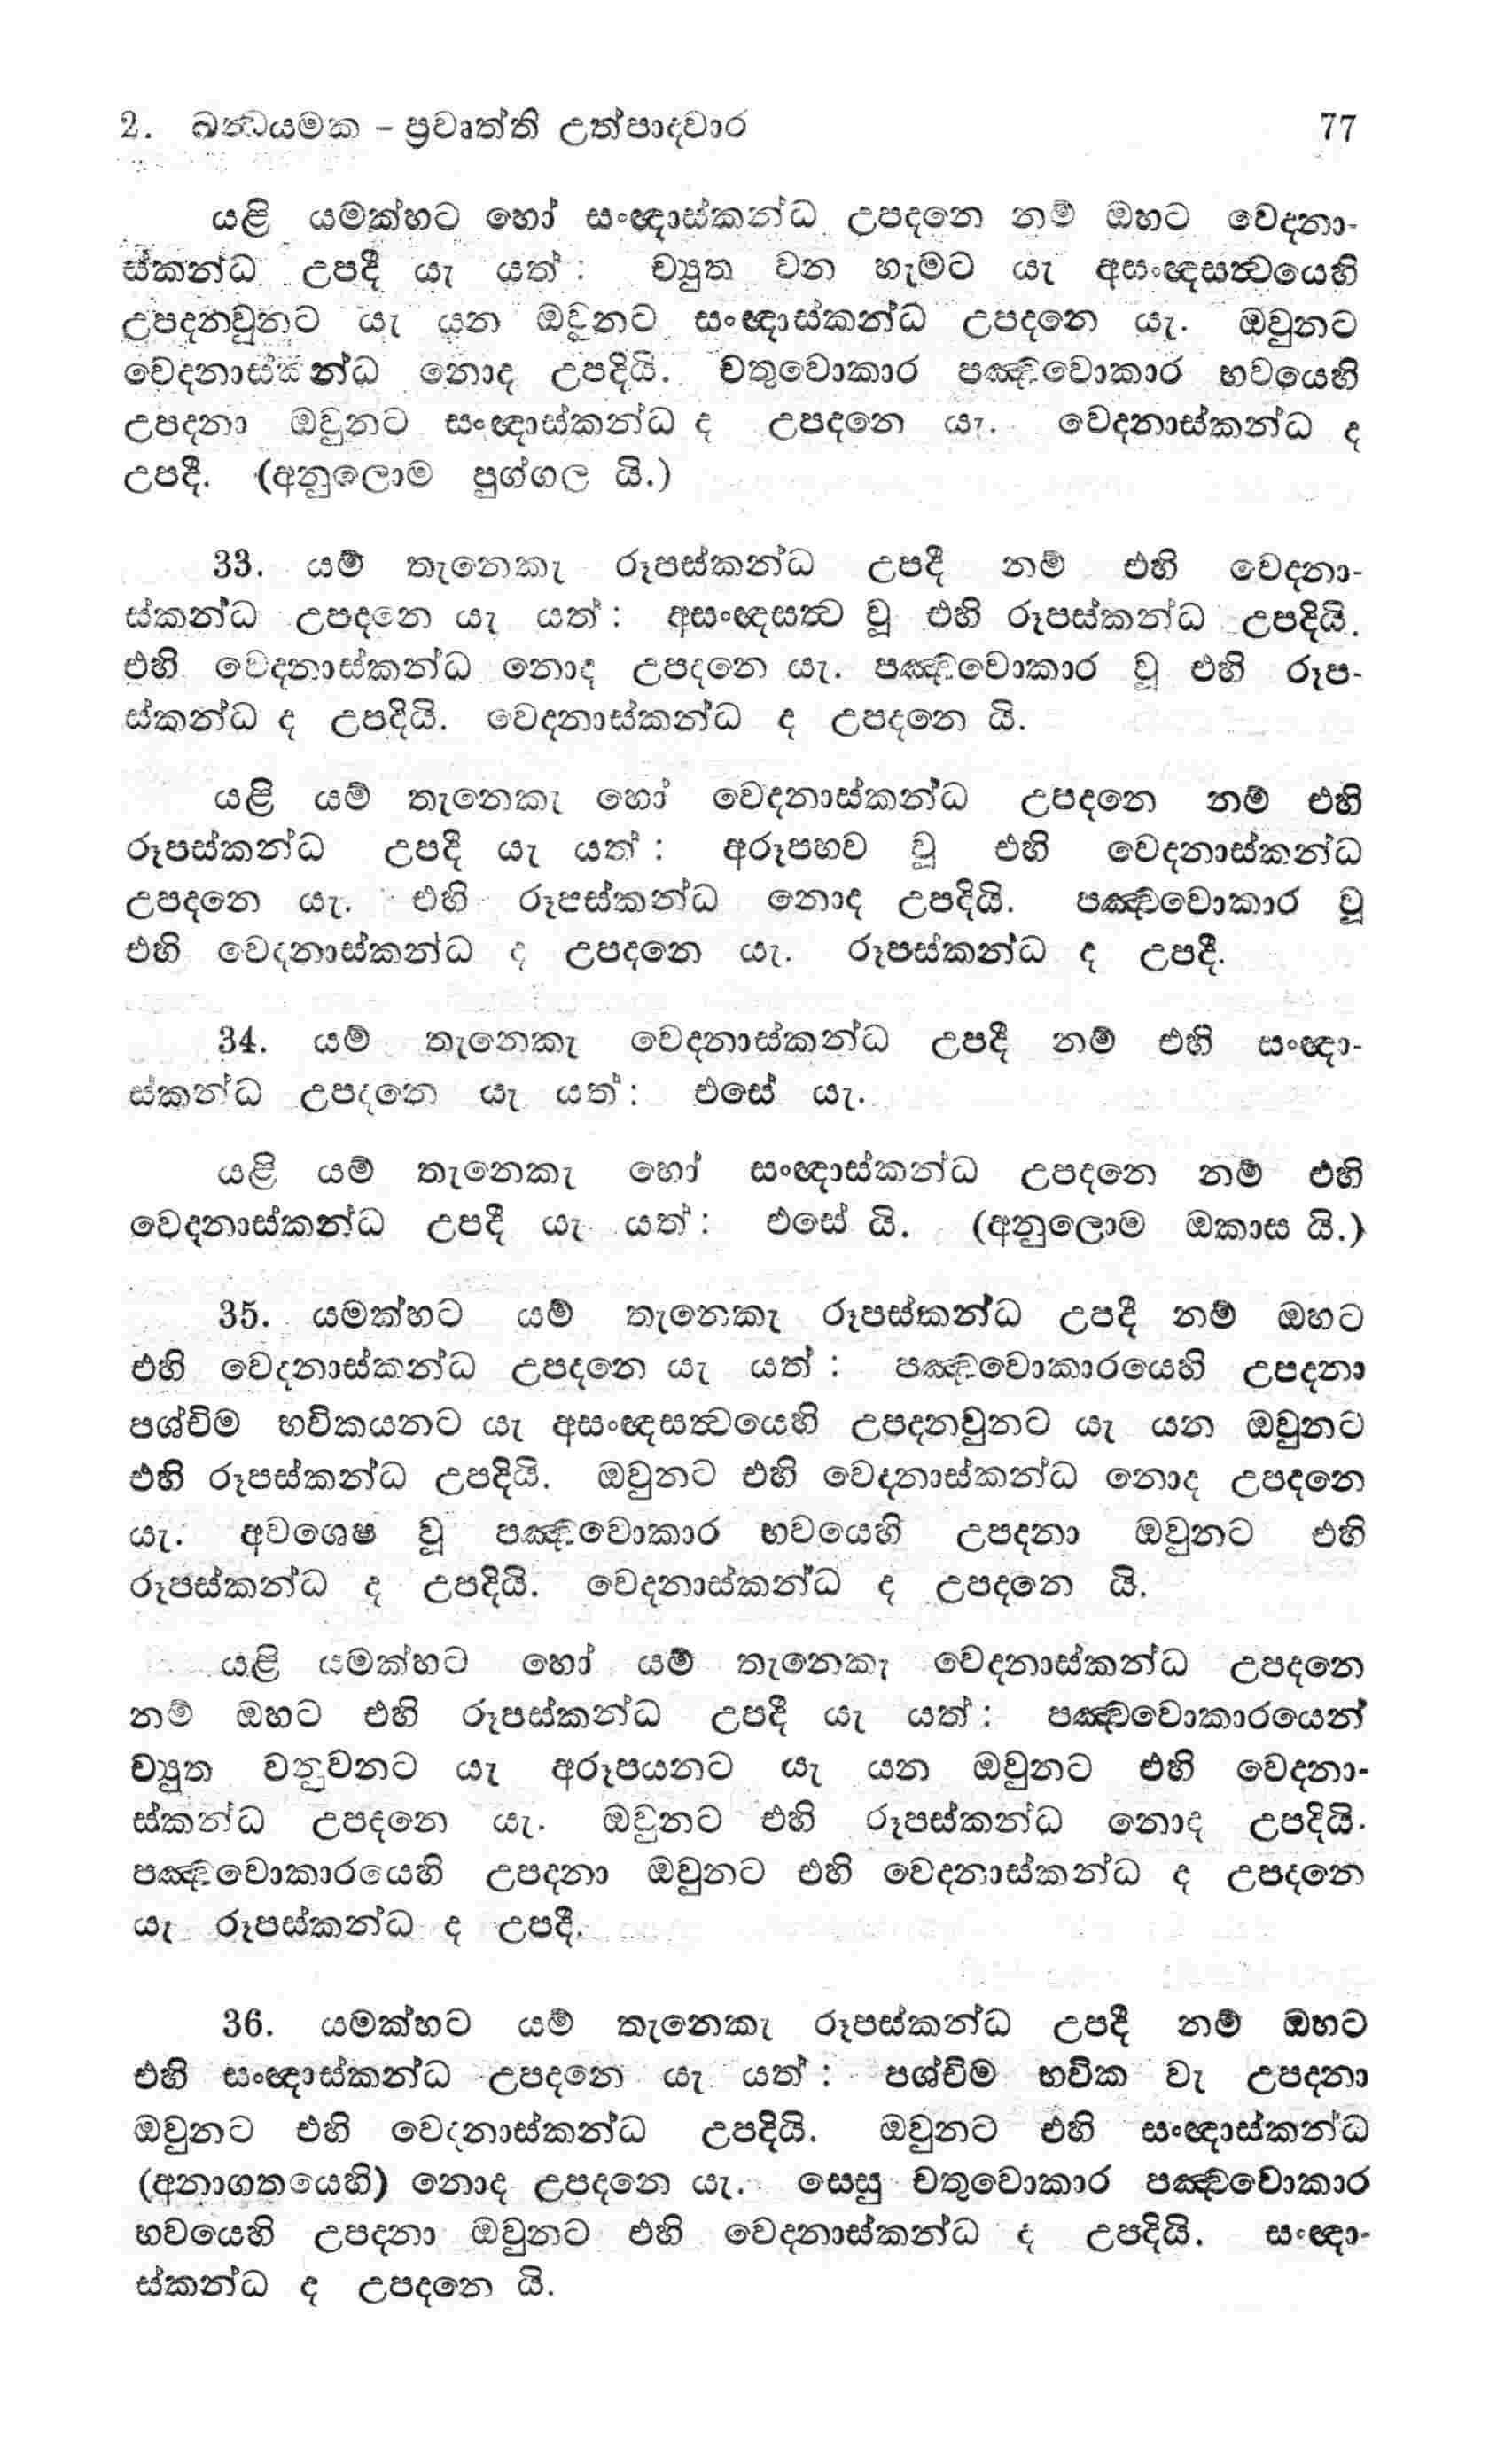 2. ඛන්ධයමක – ප්‍රවෘත්ති උත්පාදවාර 77
යළි යමක්හට හෝ සංඥාස්කන්ධ උපදනෙ නම් ඔහට වෙදනා-
ස්කන්ධ උපදී යැ යත් : ච්‍යුත වන හැමට යැ අසංඥසත්‍වයෙහි
උපදනවුනට යැ යන ඔවුනට සංඥාස්කන්ධ උපදනෙ යැ. ඔවුනට
වෙදනාස්කන්ධ නොද උපදියි. චතුවොකාර පඤ්චවොකාර භවයෙහි
උපදනා ඔවුනට සංඥාස්කන්ධ ද උපදනෙ යැ. වෙදනාස්කන්ධ ද
උපදී. (අනුලොම පුග්ගල යි.)
33. යම් තැනෙකැ රූපස්කන්ධ උපදී නම් එහි වෙදනා-
ස්කන්ධ උපදනෙ යැ යත් : අසංඥසත්‍ව වූ එහි රූපස්කන්ධ උපදියි.
එහි වෙදනාස්කන්ධ නොද උපදනෙ යැ. පඤ්චවොකාර වූ එහි රූප-
ස්කන්ධ ද උපදියි. වෙදනාස්කන්ධ ද උපදනෙ යි.
යළි යම් තැනෙකැ හෝ වෙදනාස්කන්ධ උපදනෙ නම් එහි
රූපස්කන්ධ උපදී යැ යත් : අරූපභව වූ එහි වෙදනාස්කන්ධ
උපදනෙ යැ. එහි රූපස්කන්ධ නොද උපදියි. පඤ්චවොකාර වූ
එහි වෙදනාස්කන්ධ ද උපදනෙ යැ. රූපස්කන්ධ ද උපදී.
34. යම් තැනෙකැ වෙදනාස්කන්ධ උපදී නම් එහි සංඥා-
ස්කන්ධ උපදනෙ යැ යත් : එසේ යැ.
යළි යම් තැනෙකැ හෝ සංඥාස්කන්ධ උපදනෙ නම් එහි
වෙදනාස්කන්ධ උපදී යැ යත් : එසේ යි. (අනුලොම ඔකාස යි.)
35. යමක්හට යම් තැනෙකැ රූපස්කන්ධ උපදී නම් ඔහට
එහි වෙදනාස්කන්ධ උපදනෙ යැ යත් : පඤ්චවොකාරයෙහි උපදනා
පශ්චිම භවිකයනට යැ අසංඥසත්‍වයෙහි උපදනවුනට යැ යන ඔවුනට
එහි රූපස්කන්ධ උපදියි. ඔවුනට එහි වෙදනාස්කන්ධ නොද උපදනෙ
යැ. අවශෙෂ වූ පඤ්චවොකාර භවයෙහි උපදනා ඔවුනට එහි
රූපස්කන්ධ ද උපදියි. වෙදනාස්කන්ධ ද උපදනෙ යි.
යළි යමක්හට හෝ යම් තැනෙකැ වෙදනාස්කන්ධ උපදනෙ
නම් ඔහට එහි රූපස්කන්ධ උපදී යැ යත් : පඤ්චවොකාරයෙන්
ච්‍යුත වනුවනට යැ අරූපයනට යැ යන ඔවුනට එහි වෙදනා-
ස්කන්ධ උපදනෙ යැ. ඔවුනට එහි රූපස්කන්ධ නොද උපදියි.
පඤ්චවොකාරයෙහි උපදනා ඔවුනට එහි වෙදනාස්කන්ධ ද උපදනෙ
යැ රූපස්කන්ධ ද උපදී.
36. යමක්හට යම් තැනෙකැ රූපස්කන්ධ උපදී නම් ඔහට
එහි සංඥාස්කන්ධ උපදනෙ යැ යත් : පශ්චිම භවික වැ උපදනා
ඔවුනට එහි වෙදනාස්කන්ධ උපදියි. ඔවුනට එහි සංඥාස්කන්ධ
(අනාගතයෙහි) නොද උපදනෙ යැ. සෙසු චතුවොකාර පඤ්චවොකාර
භවයෙහි උපදනා ඔවුනට එහි වෙදනාස්කන්ධ ද උපදියි. සංඥා-
ස්කන්ධ ද උපදනෙ යි.